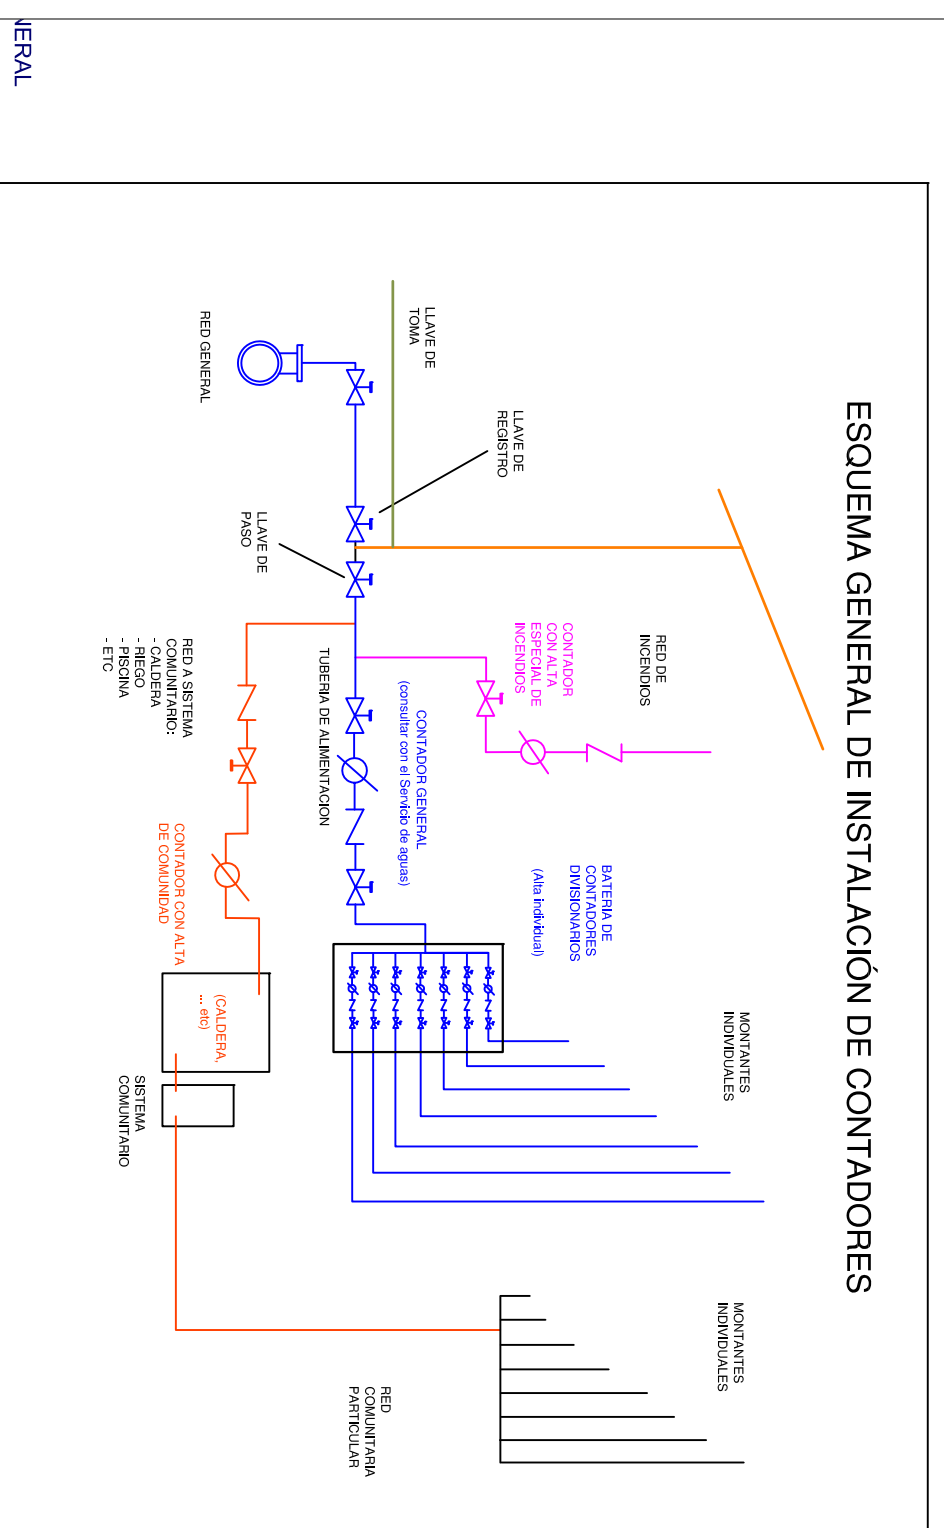 NERAL
ESQUEMA GENERAL DE INSTALACIÓN DE CONTADORES
LLAVE DE
TOMA
RED GENERAL
LLAVE DE
REGISTRO
LLAVE DE
PASO
RED DE
INCENDIOS
CONTADOR
CON ALTA
ESPECIAL DE
INCENDIOS
CONTADOR GENERAL
(consultar con el Servicio de aguas)
TUBERIA DE ALIMENTACION
RED A SISTEMA
COMUNITARIO:
- CALDERA
- RIEGO
- PISCINA
- ETC
CONTADOR CON ALTA
DE COMUNIDAD
BATERIA DE
CONTADORES
DIVISIONARIOS
(Alta individual)
MONTANTES
INDIVIDUALES
(CALDERA,
... etc)
SISTEMA
COMUNITARIO
MONTANTES
INDIVIDUALES
RED
COMUNITARIA
PARTICULAR